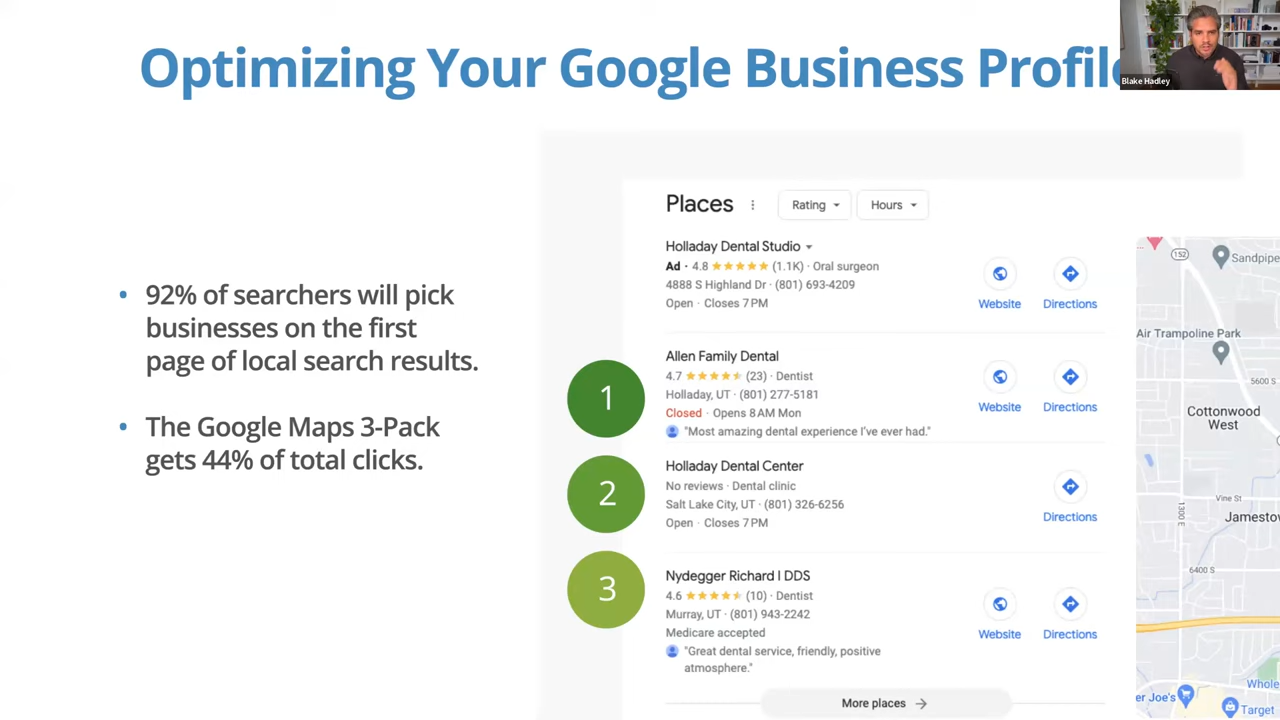 Optimizing Your Google Business Profile
Blake Hadley
92% of searchers will pick
businesses on the first
page of local search results.
The Google Maps 3-Pack
gets 44% of total clicks.
Places
Rating
Hours
Holladay Dental Studio
Ad · 4.8 (1.1K) · Oral surgeon
4888 S Highland Dr · (801) 693-4209
Open · Closes 7 PM
Website
Directions
1
Allen Family Dental
4.7 (23) · Dentist
Holladay, UT · (801) 277-5181
Closed · Opens 8 AM Mon
"Most amazing dental experience I've ever had."
Website
Directions
2
Holladay Dental Center
No reviews · Dental clinic
Salt Lake City, UT · (801) 326-6256
Open · Closes 7 PM
Directions
3
Nydegger Richard I DDS
4.6 (10) · Dentist
Murray, UT · (801) 943-2242
Medicare accepted
"Great dental service, friendly, positive
atmosphere."
Website
Directions
More places
152
Sandpipe
Air Trampoline Park
5600 S
Cottonwood
West
Vine St
1300 E
Jamesto
6400 S
Whole
er Joe's
Target